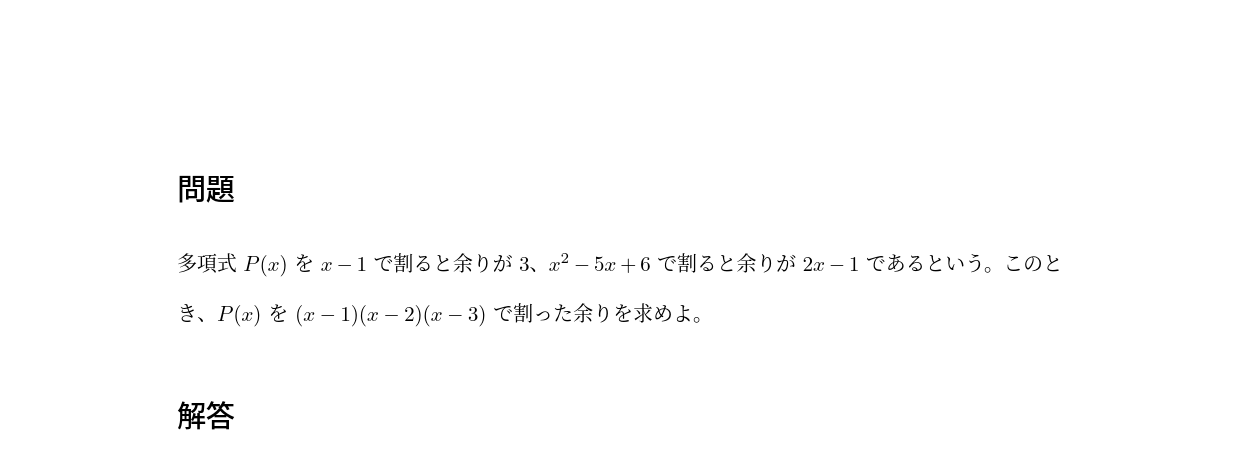 問題
多項式 P(x) を x − 1 で割ると余りが 3、x² − 5x + 6 で割ると余りが 2x − 1 であるという。このと
き、P(x) を (x − 1)(x − 2)(x − 3) で割った余りを求めよ。
解答